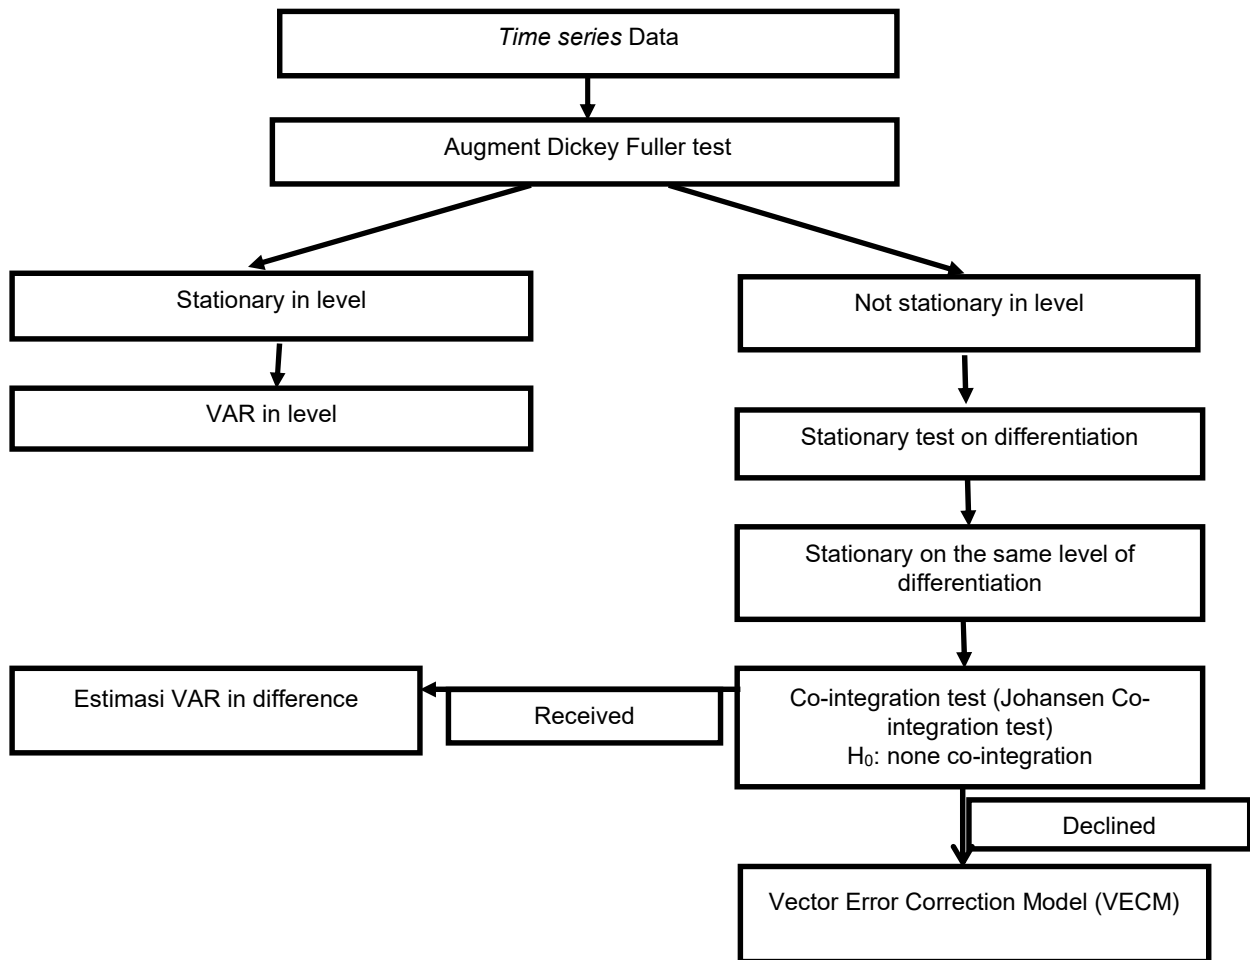 Time series Data
Augment Dickey Fuller test
Stationary in level
Not stationary in level
VAR in level
Stationary test on differentiation
Stationary on the same level of
differentiation
Estimasi VAR in difference
Received
Co-integration test (Johansen Co-
integration test)
H₀: none co-integration
Declined
Vector Error Correction Model (VECM)